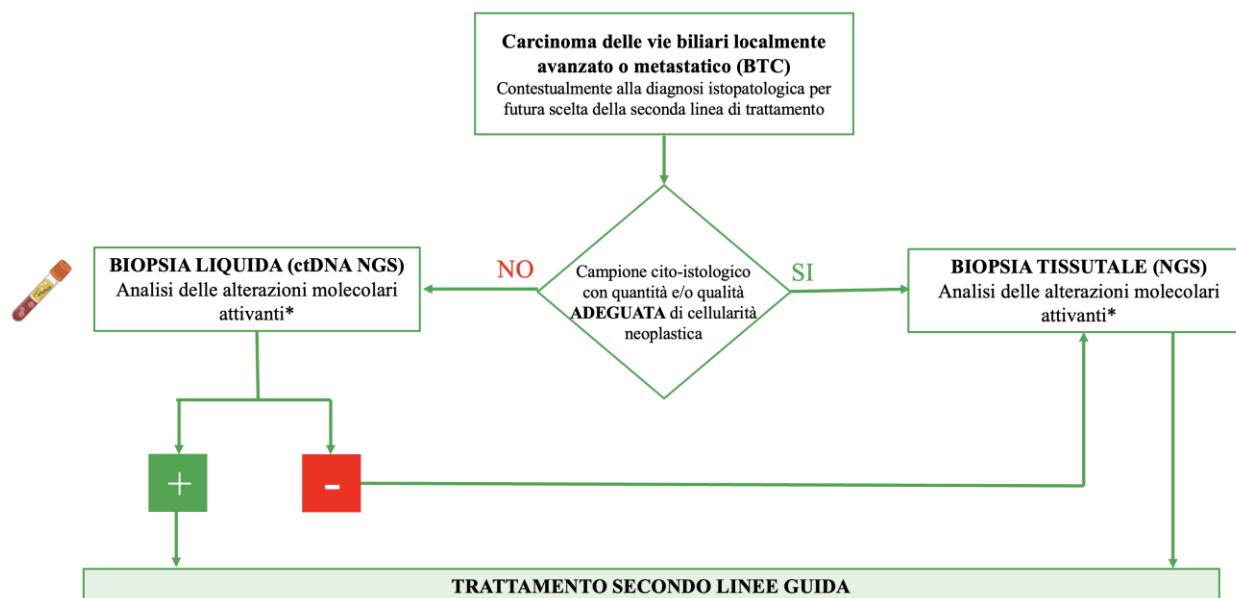 Carcinoma delle vie biliari localmente
avanzato o metastatico (BTC)
Contestualmente alla diagnosi istopatologica per
futura scelta della seconda linea di trattamento
BIOPSIA LIQUIDA (ctDNA NGS)
Analisi delle alterazioni molecolari
attivanti*
NO
Campione cito-istologico
con quantità e/o qualità
ADEGUATA di cellularità
neoplastica
SI
BIOPSIA TISSUTALE (NGS)
Analisi delle alterazioni molecolari
attivanti*
+
-
TRATTAMENTO SECONDO LINEE GUIDA